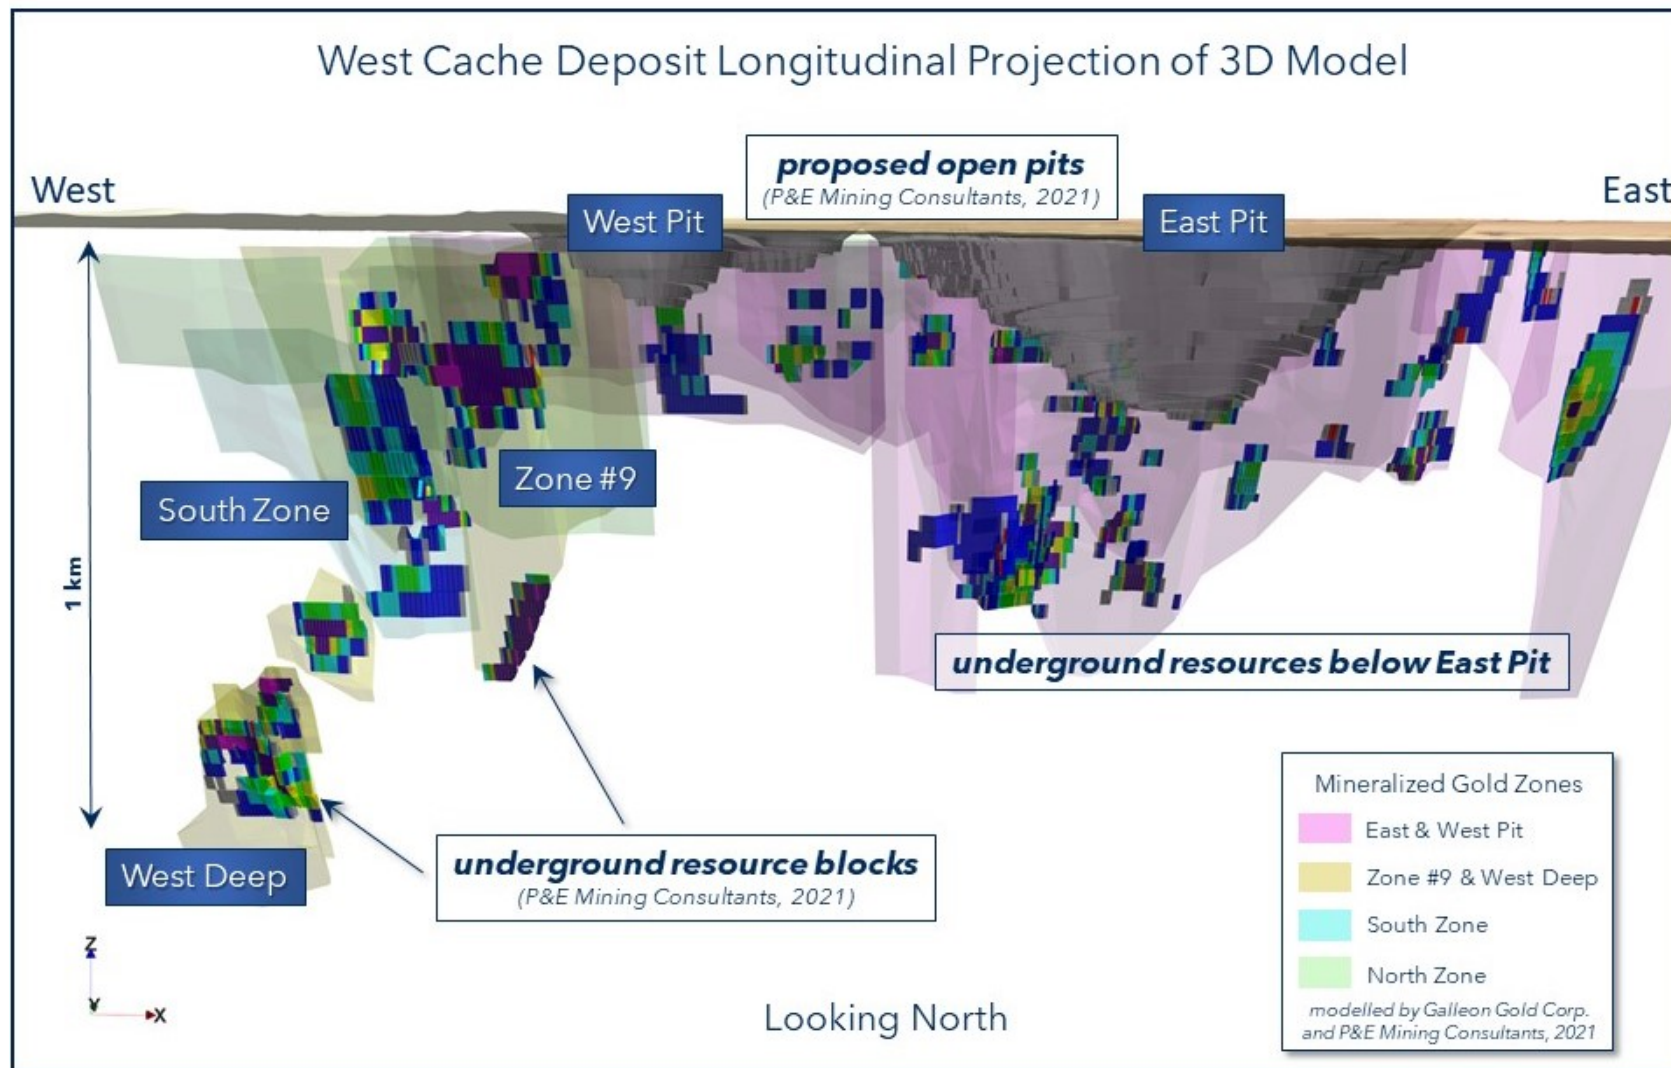 West Cache Deposit Longitudinal Projection of 3D Model
proposed open pits
(P&E Mining Consultants, 2021)
West
East
West Pit
East Pit
Zone #9
South Zone
1 km
underground resources below East Pit
West Deep
underground resource blocks
(P&E Mining Consultants, 2021)
Mineralized Gold Zones
East & West Pit
Zone #9 & West Deep
South Zone
North Zone
modelled by Galleon Gold Corp.
and P&E Mining Consultants, 2021
Z
Y
X
Looking North